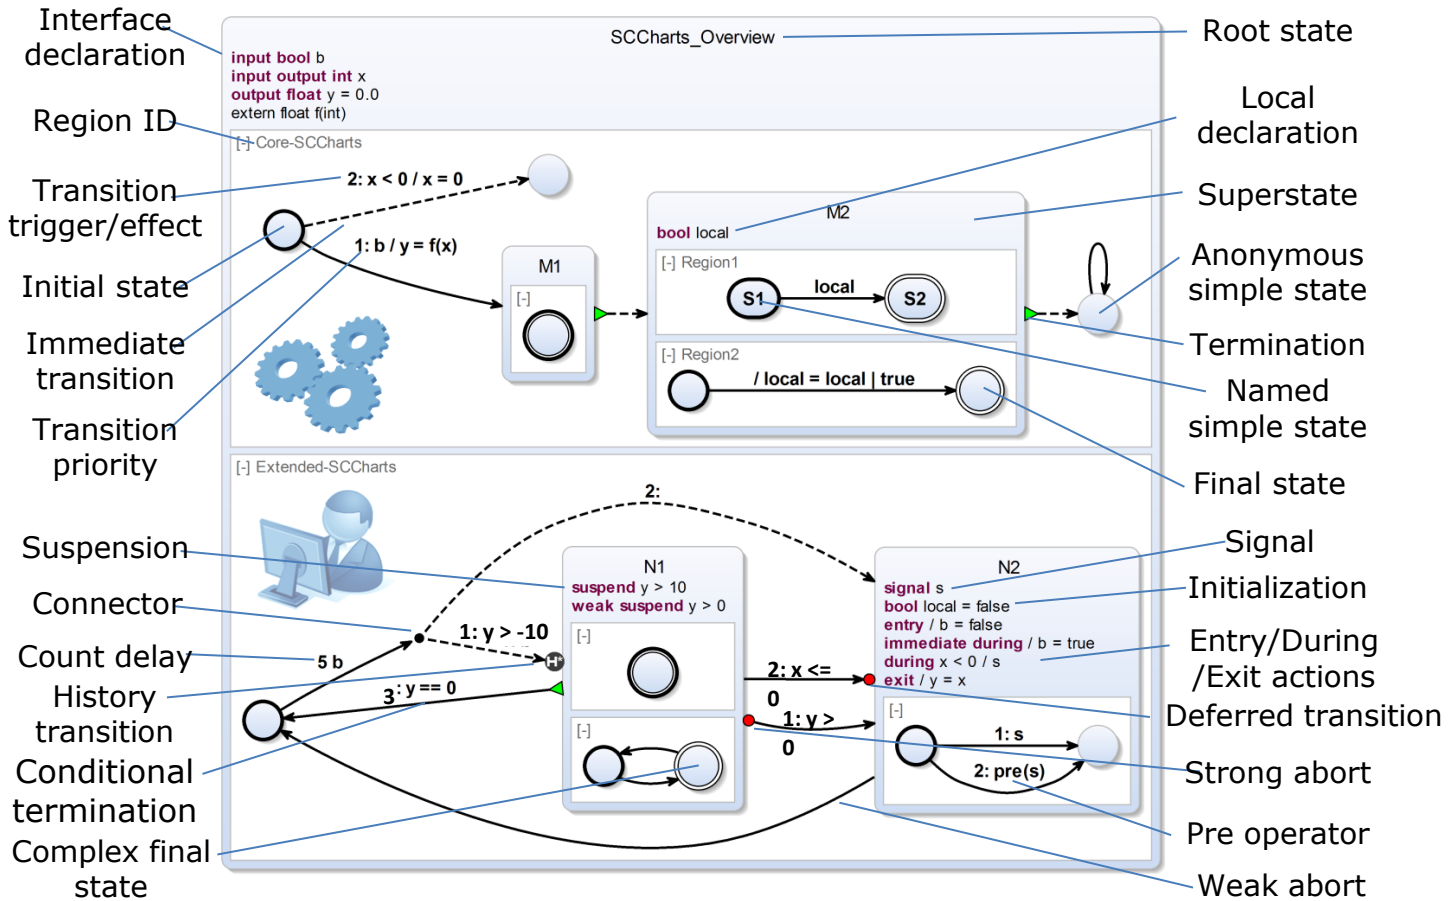 Interface
declaration
Region ID
Transition
trigger/effect
Initial state
Immediate
transition
Transition
priority
Suspension
Connector
Count delay
History
transition
Conditional
termination
Complex final
state
SCCharts_Overview
input bool b
input output int x
output float y = 0.0
extern float f(int)
[-] Core-SCCharts
2: x < 0 / x = 0
1: b / y = f(x)
M1
[-]
M2
bool local
[-] Region1
S1
local
S2
[-] Region2
/ local = local | true
[-] Extended-SCCharts
2:
5 b
1: y > -10
H*
3: y == 0
N1
suspend y > 10
weak suspend y > 0
[-]
[-]
2: x <=
0
1: y >
0
N2
signal s
bool local = false
entry / b = false
immediate during / b = true
during x < 0 / s
exit / y = x
[-]
1: s
2: pre(s)
Root state
Local
declaration
Superstate
Anonymous
simple state
Termination
Named
simple state
Final state
Signal
Initialization
Entry/During
/Exit actions
Deferred transition
Strong abort
Pre operator
Weak abort